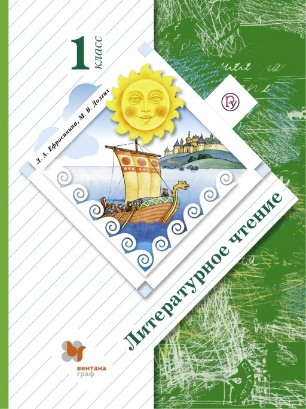 1 класс
Л. А. Ефросинина, М. В. Долгих
Литературное чтение
вентана
граф